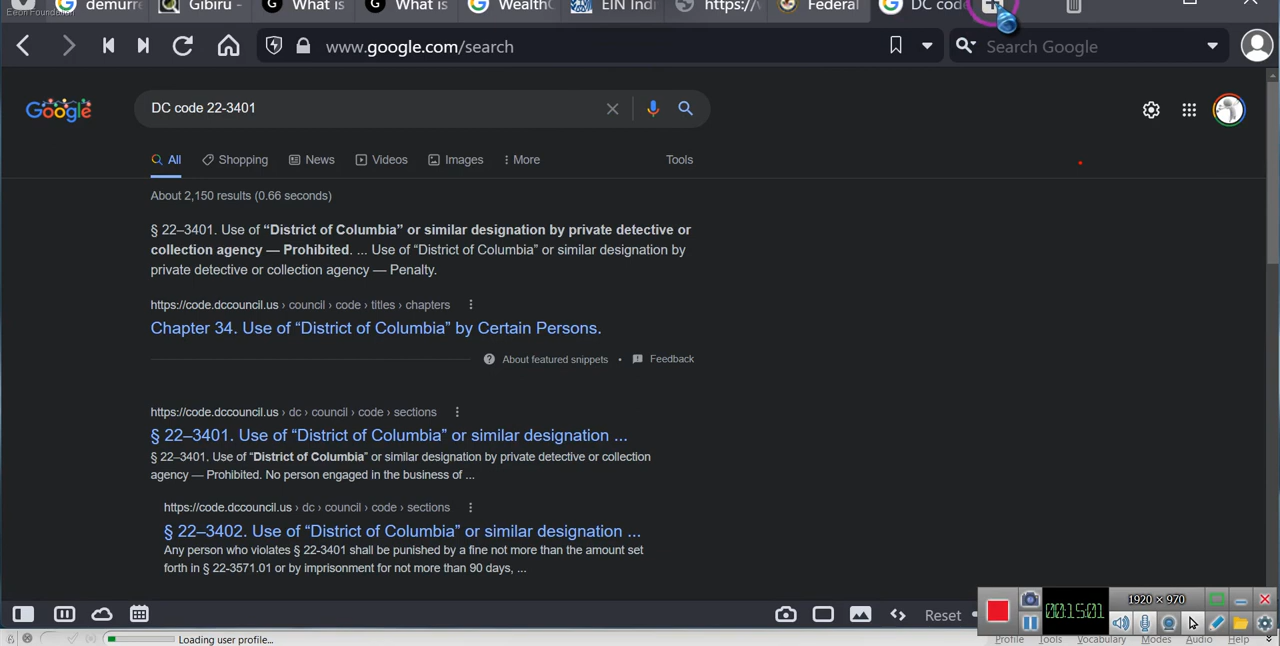 demurre
Gibiru -
What is
What is
WealthC
EIN Indi
https://v
Federal
DC code
Eeon Foundation
www.google.com/search
Search Google
Google
DC code 22-3401
All
Shopping
News
Videos
Images
More
Tools
About 2,150 results (0.66 seconds)
§ 22–3401. Use of “District of Columbia” or similar designation by private detective or
collection agency — Prohibited. ... Use of “District of Columbia” or similar designation by
private detective or collection agency — Penalty.
https://code.dccouncil.us › council › code › titles › chapters
Chapter 34. Use of “District of Columbia” by Certain Persons.
About featured snippets • Feedback
https://code.dccouncil.us › dc › council › code › sections
§ 22–3401. Use of “District of Columbia” or similar designation ...
§ 22–3401. Use of “District of Columbia” or similar designation by private detective or collection
agency — Prohibited. No person engaged in the business of ...
https://code.dccouncil.us › dc › council › code › sections
§ 22–3402. Use of “District of Columbia” or similar designation ...
Any person who violates § 22-3401 shall be punished by a fine not more than the amount set
forth in § 22-3571.01 or by imprisonment for not more than 90 days, ...
1920 × 970
00:15:01
Reset
Loading user profile...
Profile Tools Vocabulary Modes Audio Help